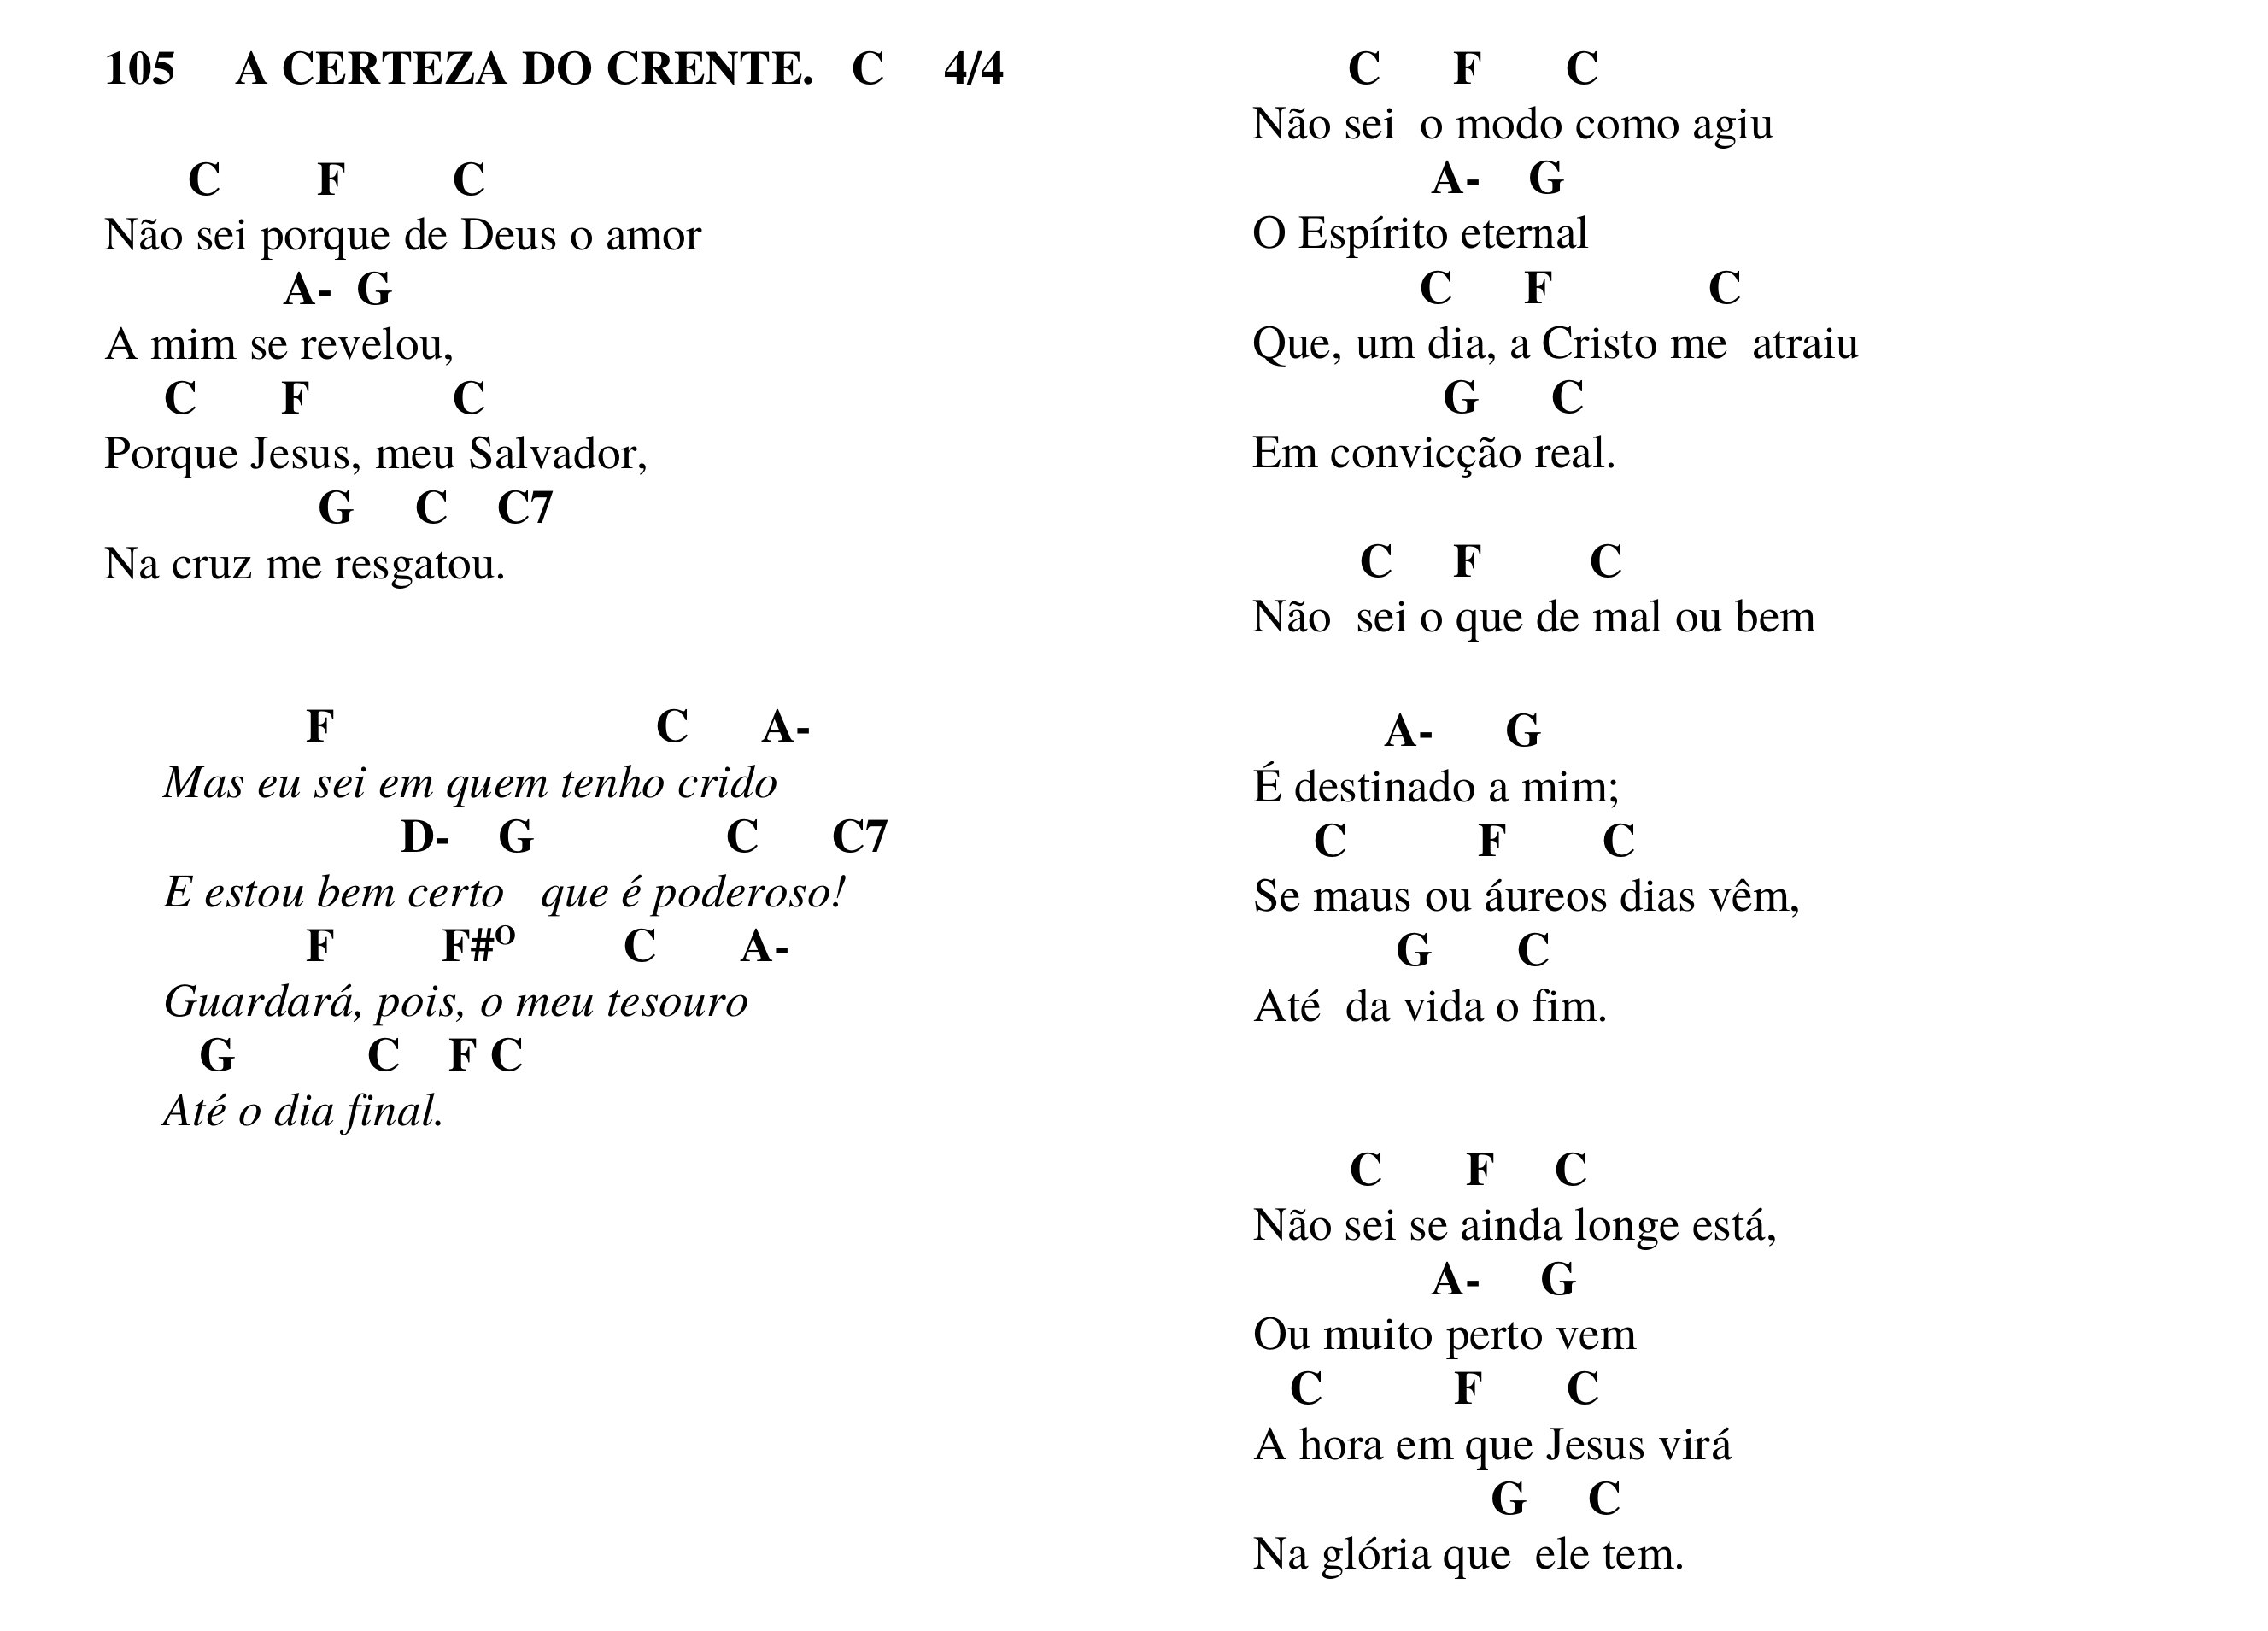 105 A CERTEZA DO CRENTE. C 4/4
C F C
Não sei porque de Deus o amor
A- G
A mim se revelou,
C F C
Porque Jesus, meu Salvador,
G C C7
Na cruz me resgatou.
F C A-
Mas eu sei em quem tenho crido
D- G C C7
E estou bem certo que é poderoso!
F F#º C A-
Guardará, pois, o meu tesouro
G C F C
Até o dia final.
C F C
Não sei o modo como agiu
A- G
O Espírito eternal
C F C
Que, um dia, a Cristo me atraiu
G C
Em convicção real.
C F C
Não sei o que de mal ou bem
A- G
É destinado a mim;
C F C
Se maus ou áureos dias vêm,
G C
Até da vida o fim.
C F C
Não sei se ainda longe está,
A- G
Ou muito perto vem
C F C
A hora em que Jesus virá
G C
Na glória que ele tem.